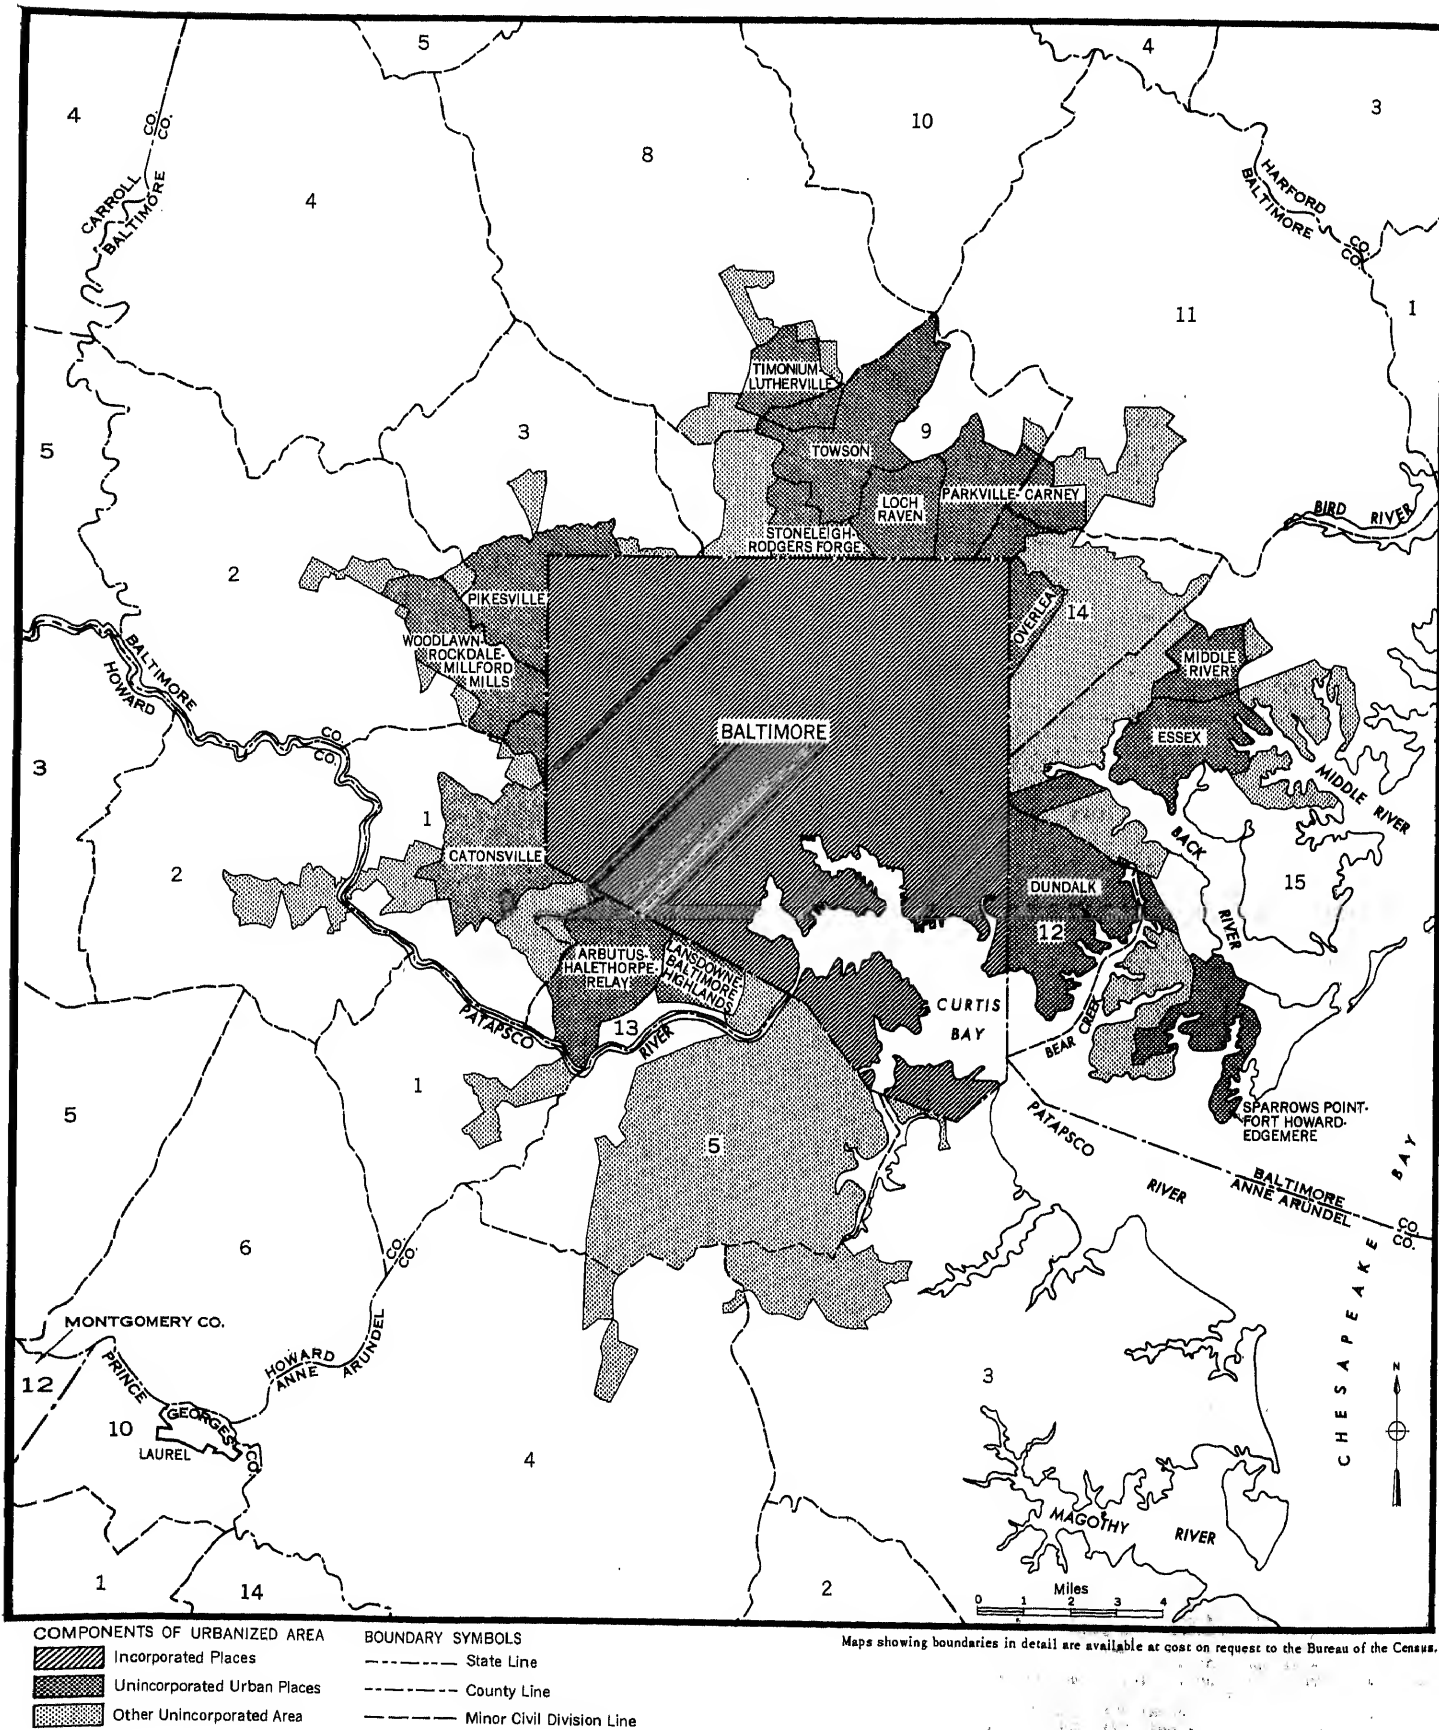 5
4
4
3
10
8
CARROLL CO.
BALTIMORE CO.
4
HARFORD CO.
BALTIMORE CO.
11
1
TIMONIUM-
LUTHERVILLE
3
9
5
TOWSON
PARKVILLE-CARNEY
LOCH
RAVEN
BIRD RIVER
STONELEIGH-
RODGERS FORGE
2
PIKESVILLE
OVERLEA
14
WOODLAWN-
ROCKDALE-
MILLFORD
MILLS
MIDDLE
RIVER
BALTIMORE CO.
HOWARD CO.
BALTIMORE
ESSEX
3
MIDDLE RIVER
1
BACK RIVER
CATONSVILLE
2
DUNDALK
15
12
ARBUTUS-
HALETHORPE-
RELAY
LANSDOWNE-
BALTIMORE
HIGHLANDS
CURTIS
BAY
PATAPSCO RIVER
13
BEAR CREEK
1
5
SPARROWS POINT-
FORT HOWARD-
EDGEMERE
PATAPSCO RIVER
5
BALTIMORE CO.
ANNE ARUNDEL CO.
CHESAPEAKE BAY
6
CO.
CO.
MONTGOMERY CO.
HOWARD
ANNE ARUNDEL
12
PRINCE GEORGES CO.
10
LAUREL
3
N
4
MAGOTHY RIVER
1
14
2
Miles
0 1 2 3 4
COMPONENTS OF URBANIZED AREA
Incorporated Places
Unincorporated Urban Places
Other Unincorporated Area
BOUNDARY SYMBOLS
State Line
County Line
Minor Civil Division Line
Maps showing boundaries in detail are available at cost on request to the Bureau of the Census.